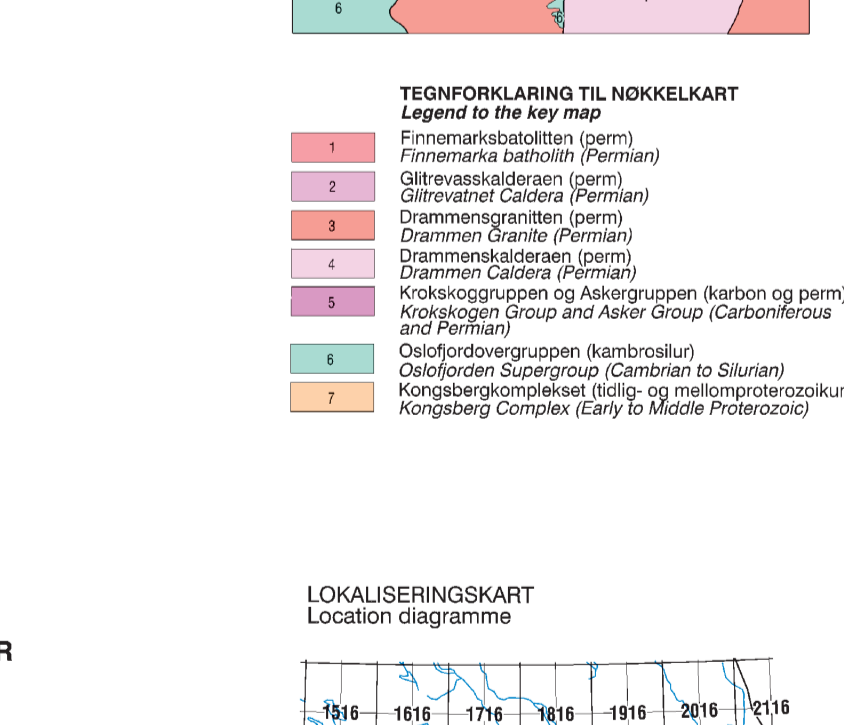 6
6
TEGNFORKLARING TIL NØKKELKART
Legend to the key map
1
Finnemarksbatolitten (perm)
Finnemarka batholith (Permian)
2
Glitrevasskalderaen (perm)
Glitrevatnet Caldera (Permian)
3
Drammensgranitten (perm)
Drammen Granite (Permian)
4
Drammenskalderaen (perm)
Drammen Caldera (Permian)
5
Krokskoggruppen og Askergruppen (karbon og perm)
Krokskogen Group and Asker Group (Carboniferous
and Permian)
6
Oslofjordovergruppen (kambrosilur)
Oslofjorden Supergroup (Cambrian to Silurian)
7
Kongsbergkomplekset (tidlig- og mellomproterozoikum
Kongsberg Complex (Early to Middle Proterozoic)
LOKALISERINGSKART
Location diagramme
R
1516 1616 1716 1816 1916 2016 2116